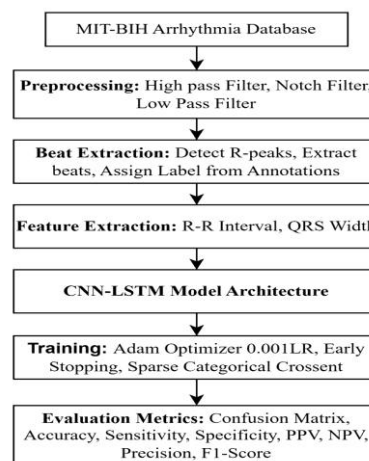 MIT-BIH Arrhythmia Database
Preprocessing: High pass Filter, Notch Filter,
Low Pass Filter
Beat Extraction: Detect R-peaks, Extract
beats, Assign Label from Annotations
Feature Extraction: R-R Interval, QRS Width
CNN-LSTM Model Architecture
Training: Adam Optimizer 0.001LR, Early
Stopping, Sparse Categorical Crossent
Evaluation Metrics: Confusion Matrix,
Accuracy, Sensitivity, Specificity, PPV, NPV,
Precision, F1-Score